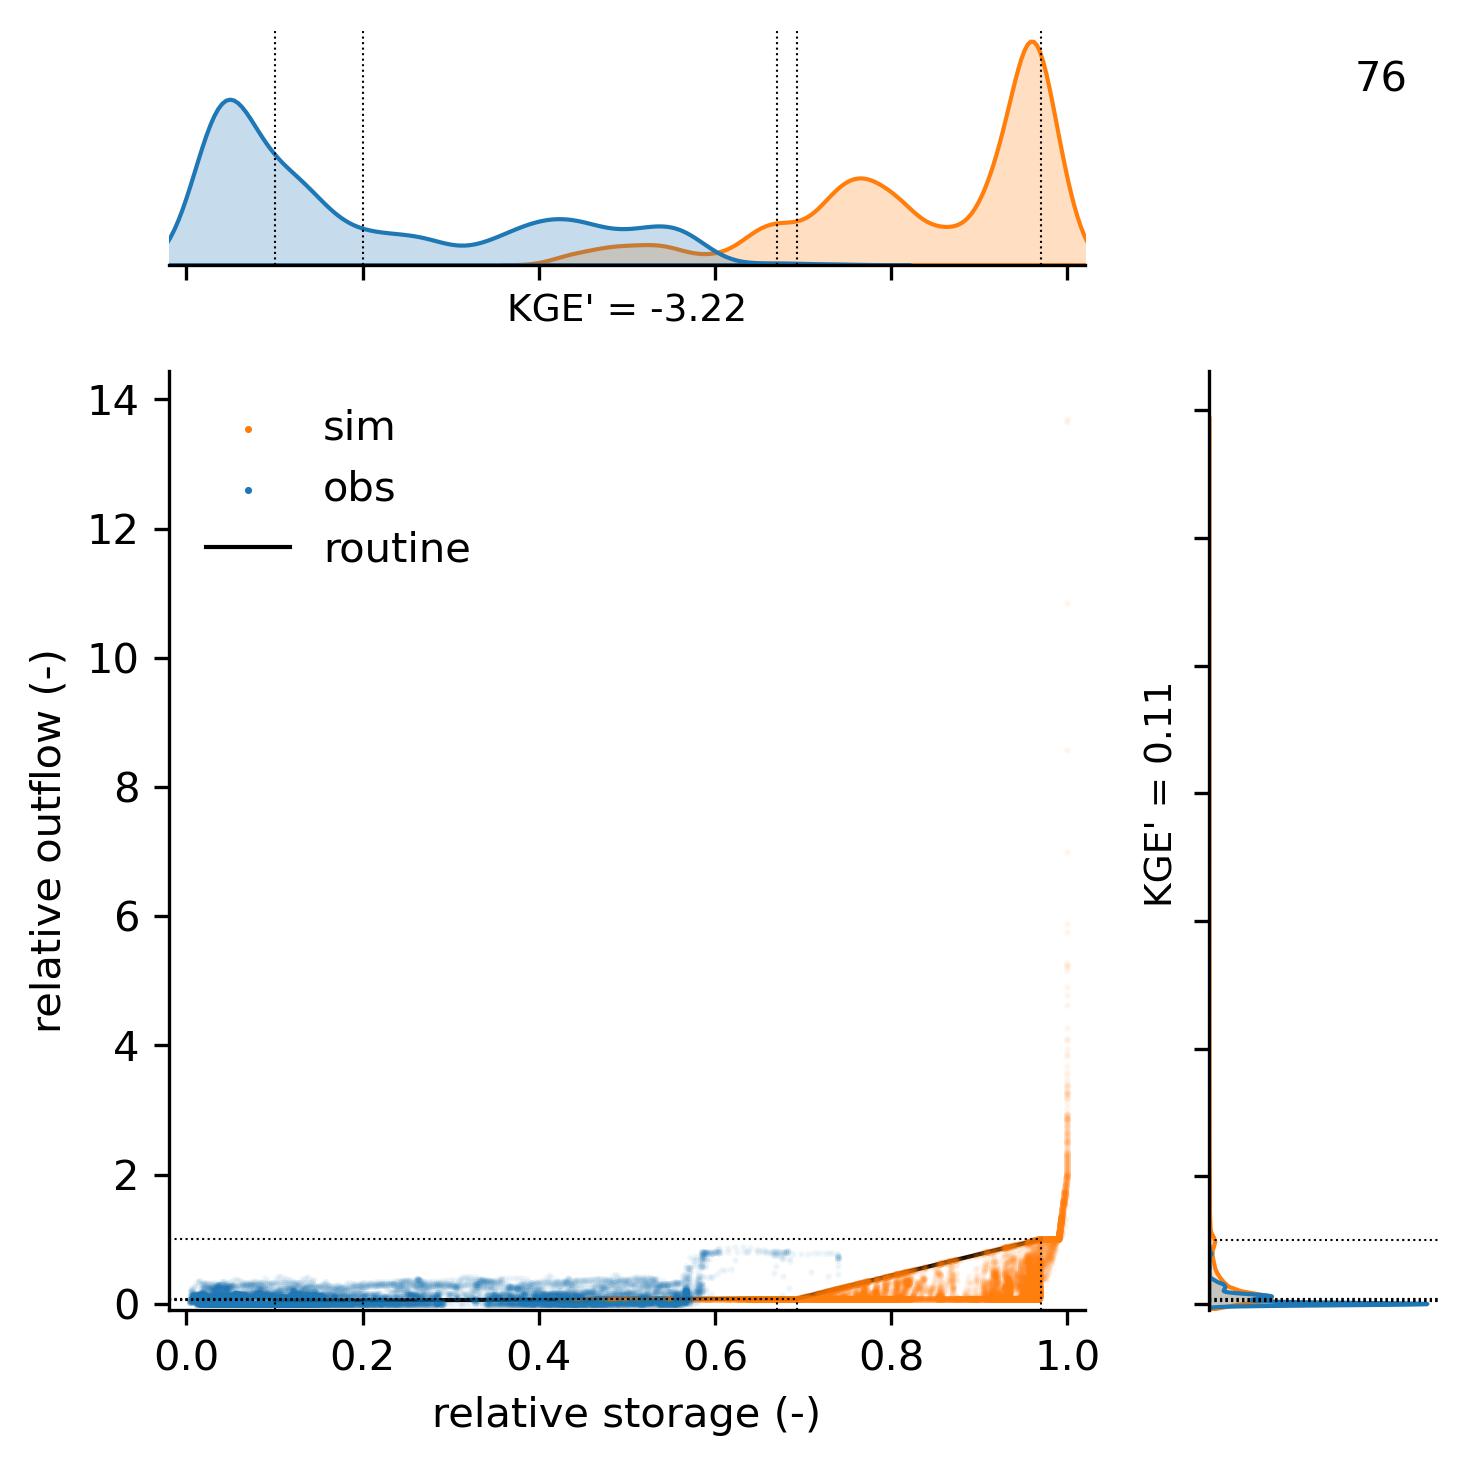 76
KGE' = -3.22
sim
obs
routine
14
12
10
8
6
4
2
0
relative outflow (-)
KGE' = 0.11
0.0 0.2 0.4 0.6 0.8 1.0
relative storage (-)